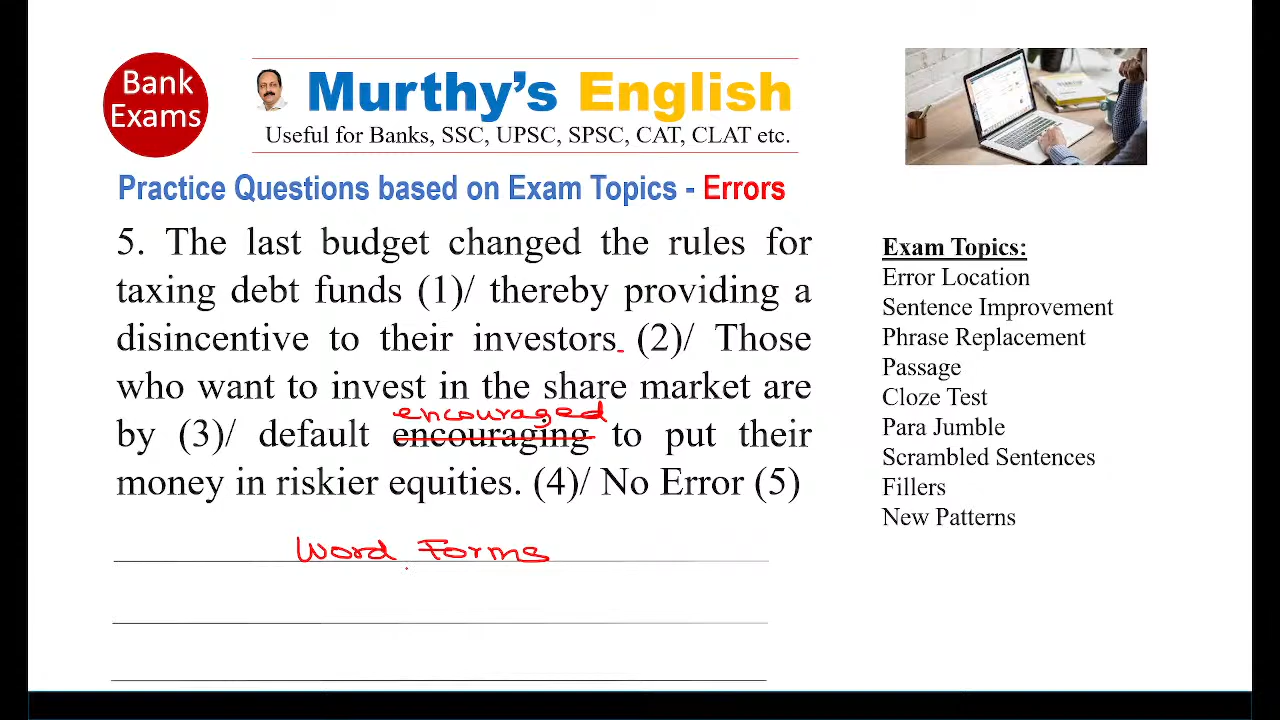 Bank
Exams
Murthy's English
Useful for Banks, SSC, UPSC, SPSC, CAT, CLAT etc.
Practice Questions based on Exam Topics - Errors
5. The last budget changed the rules for
taxing debt funds (1)/ thereby providing a
disincentive to their investors (2)/ Those
who want to invest in the share market are
encouraged
by (3)/ default encouraging to put their
money in riskier equities. (4)/ No Error (5)
Word Forms
Exam Topics:
Error Location
Sentence Improvement
Phrase Replacement
Passage
Cloze Test
Para Jumble
Scrambled Sentences
Fillers
New Patterns